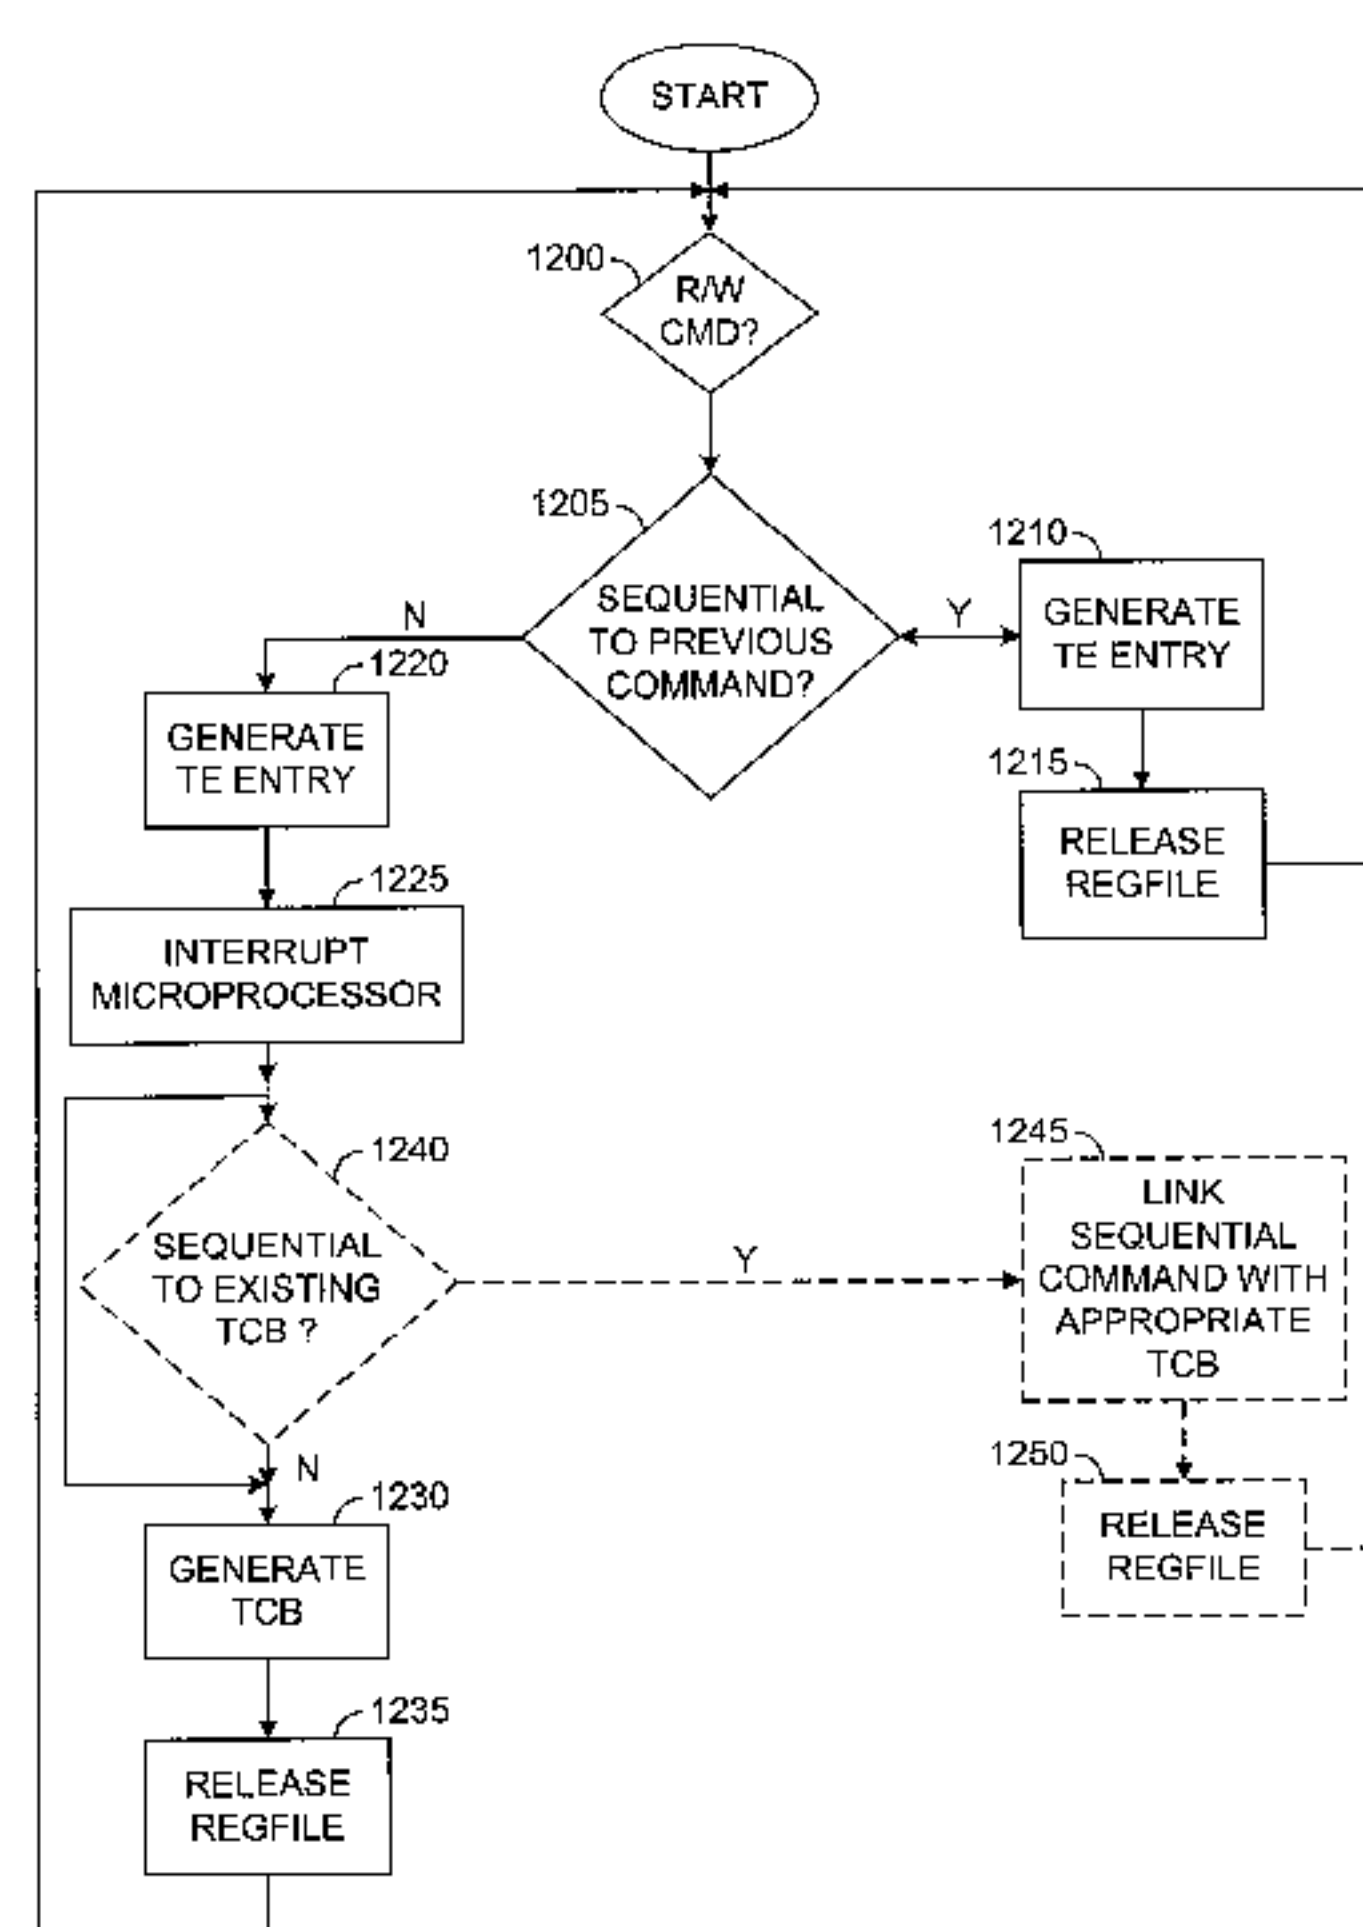 START
1200
R/W
CMD?
1205
SEQUENTIAL
TO PREVIOUS
COMMAND?
N
Y
1210
GENERATE
TE ENTRY
1215
RELEASE
REGFILE
1220
GENERATE
TE ENTRY
1225
INTERRUPT
MICROPROCESSOR
1240
SEQUENTIAL
TO EXISTING
TCB ?
Y
1245
LINK
SEQUENTIAL
COMMAND WITH
APPROPRIATE
TCB
1250
RELEASE
REGFILE
N
1230
GENERATE
TCB
1235
RELEASE
REGFILE